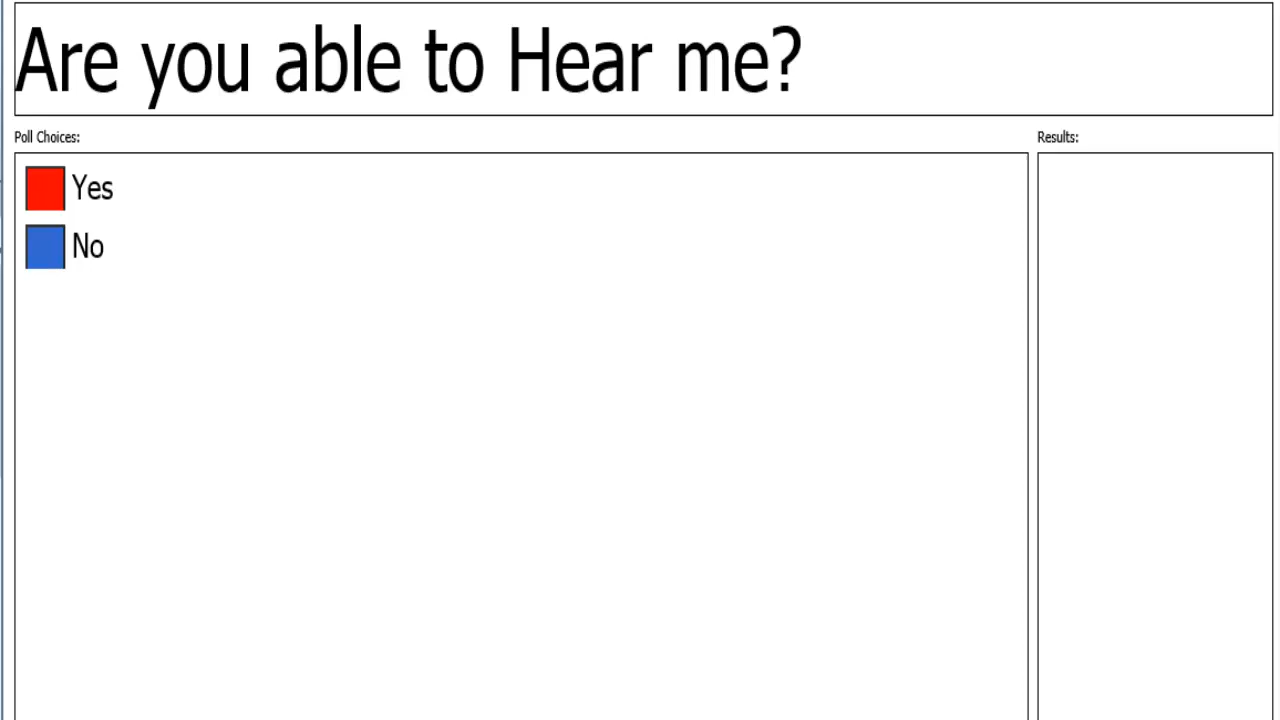 Are you able to Hear me?
Poll Choices:
Results:
Yes
No